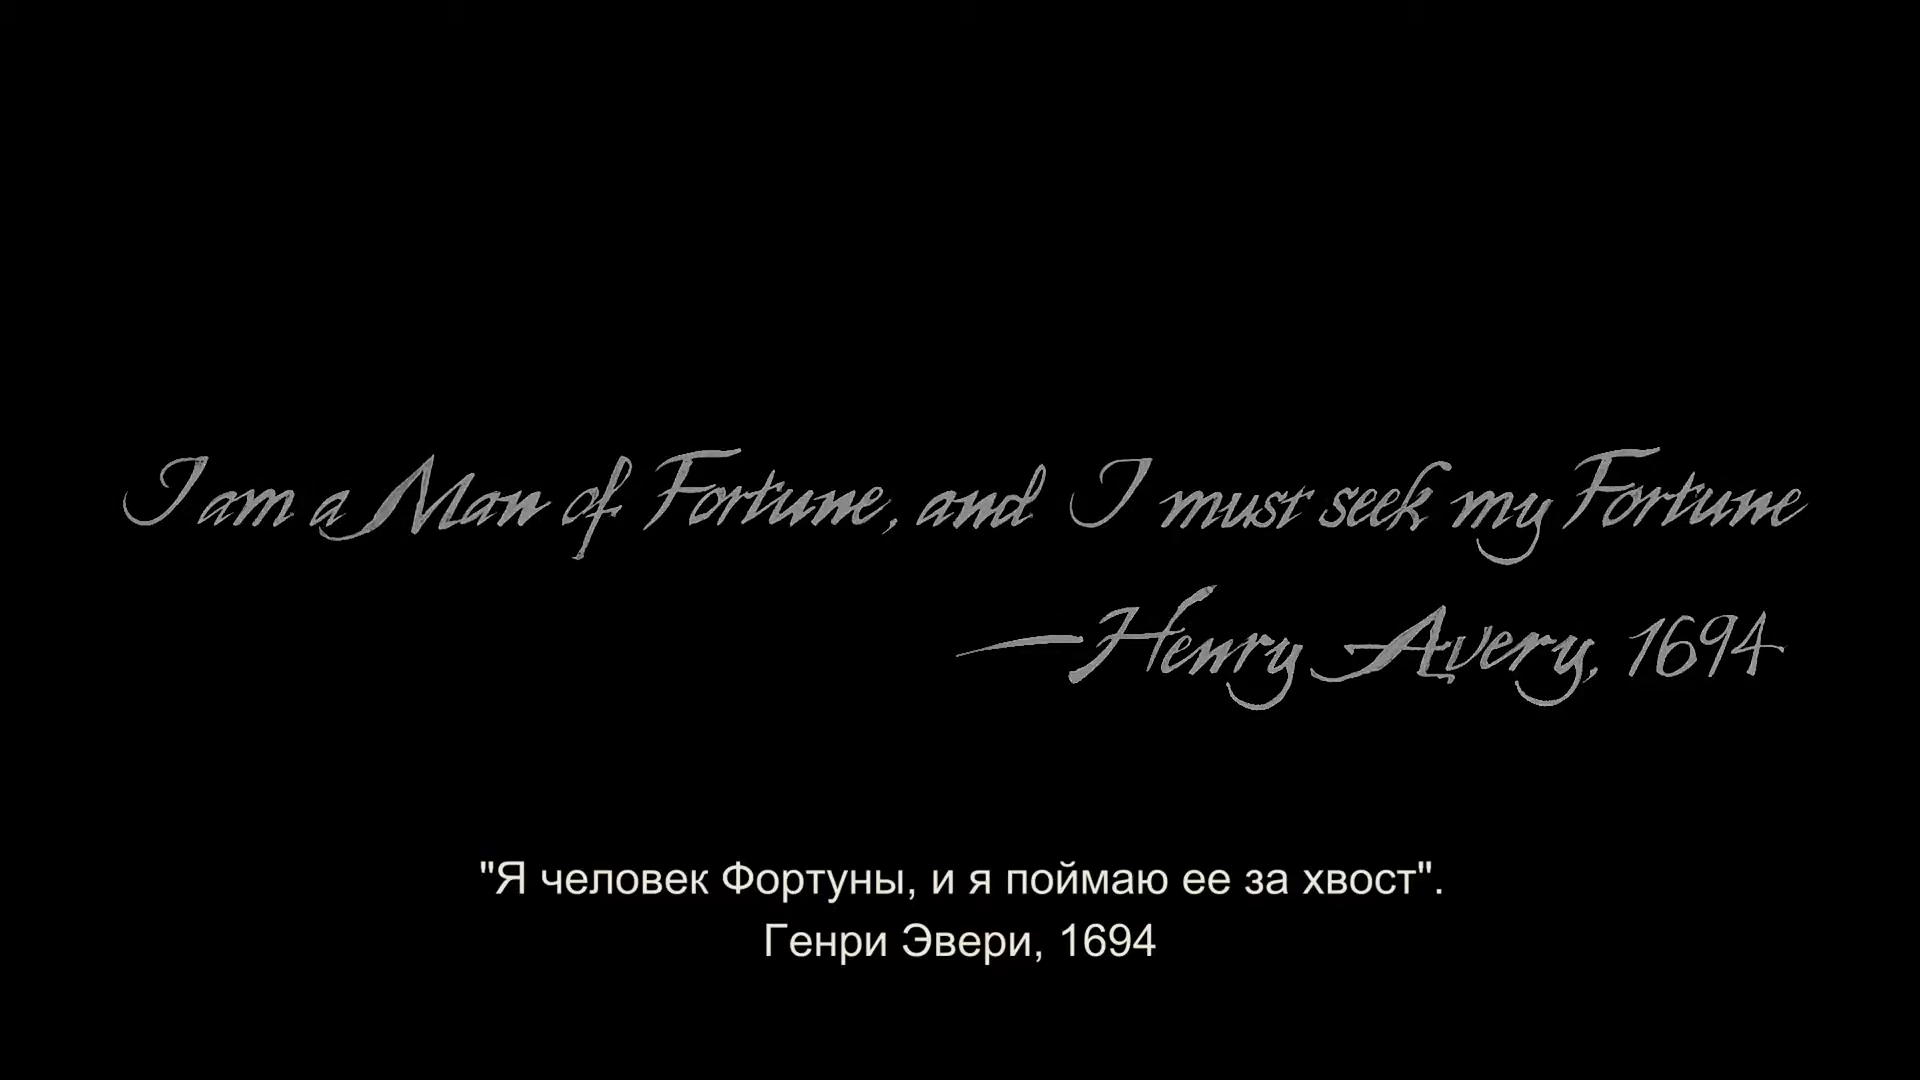 I am a Man of Fortune, and I must seek my Fortune
—Henry Avery, 1694
"Я человек Фортуны, и я поймаю ее за хвост".
Генри Эвери, 1694